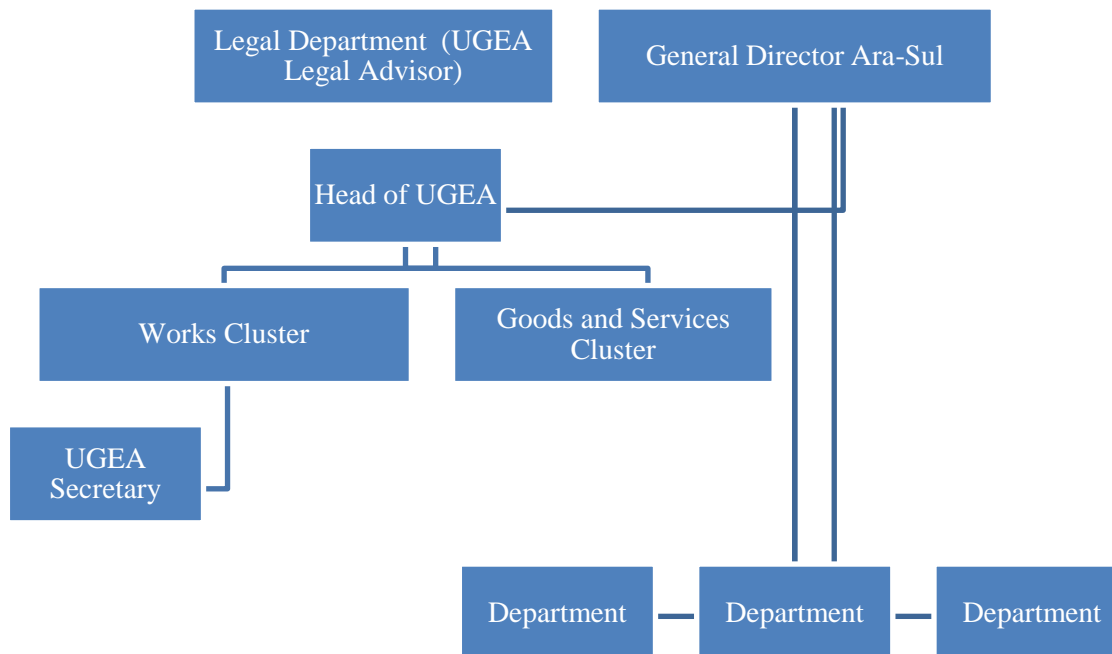 Legal Department  (UGEA
Legal Advisor)
General Director Ara-Sul
Head of UGEA
Works Cluster
Goods and Services
Cluster
UGEA
Secretary
Department
Department
Department